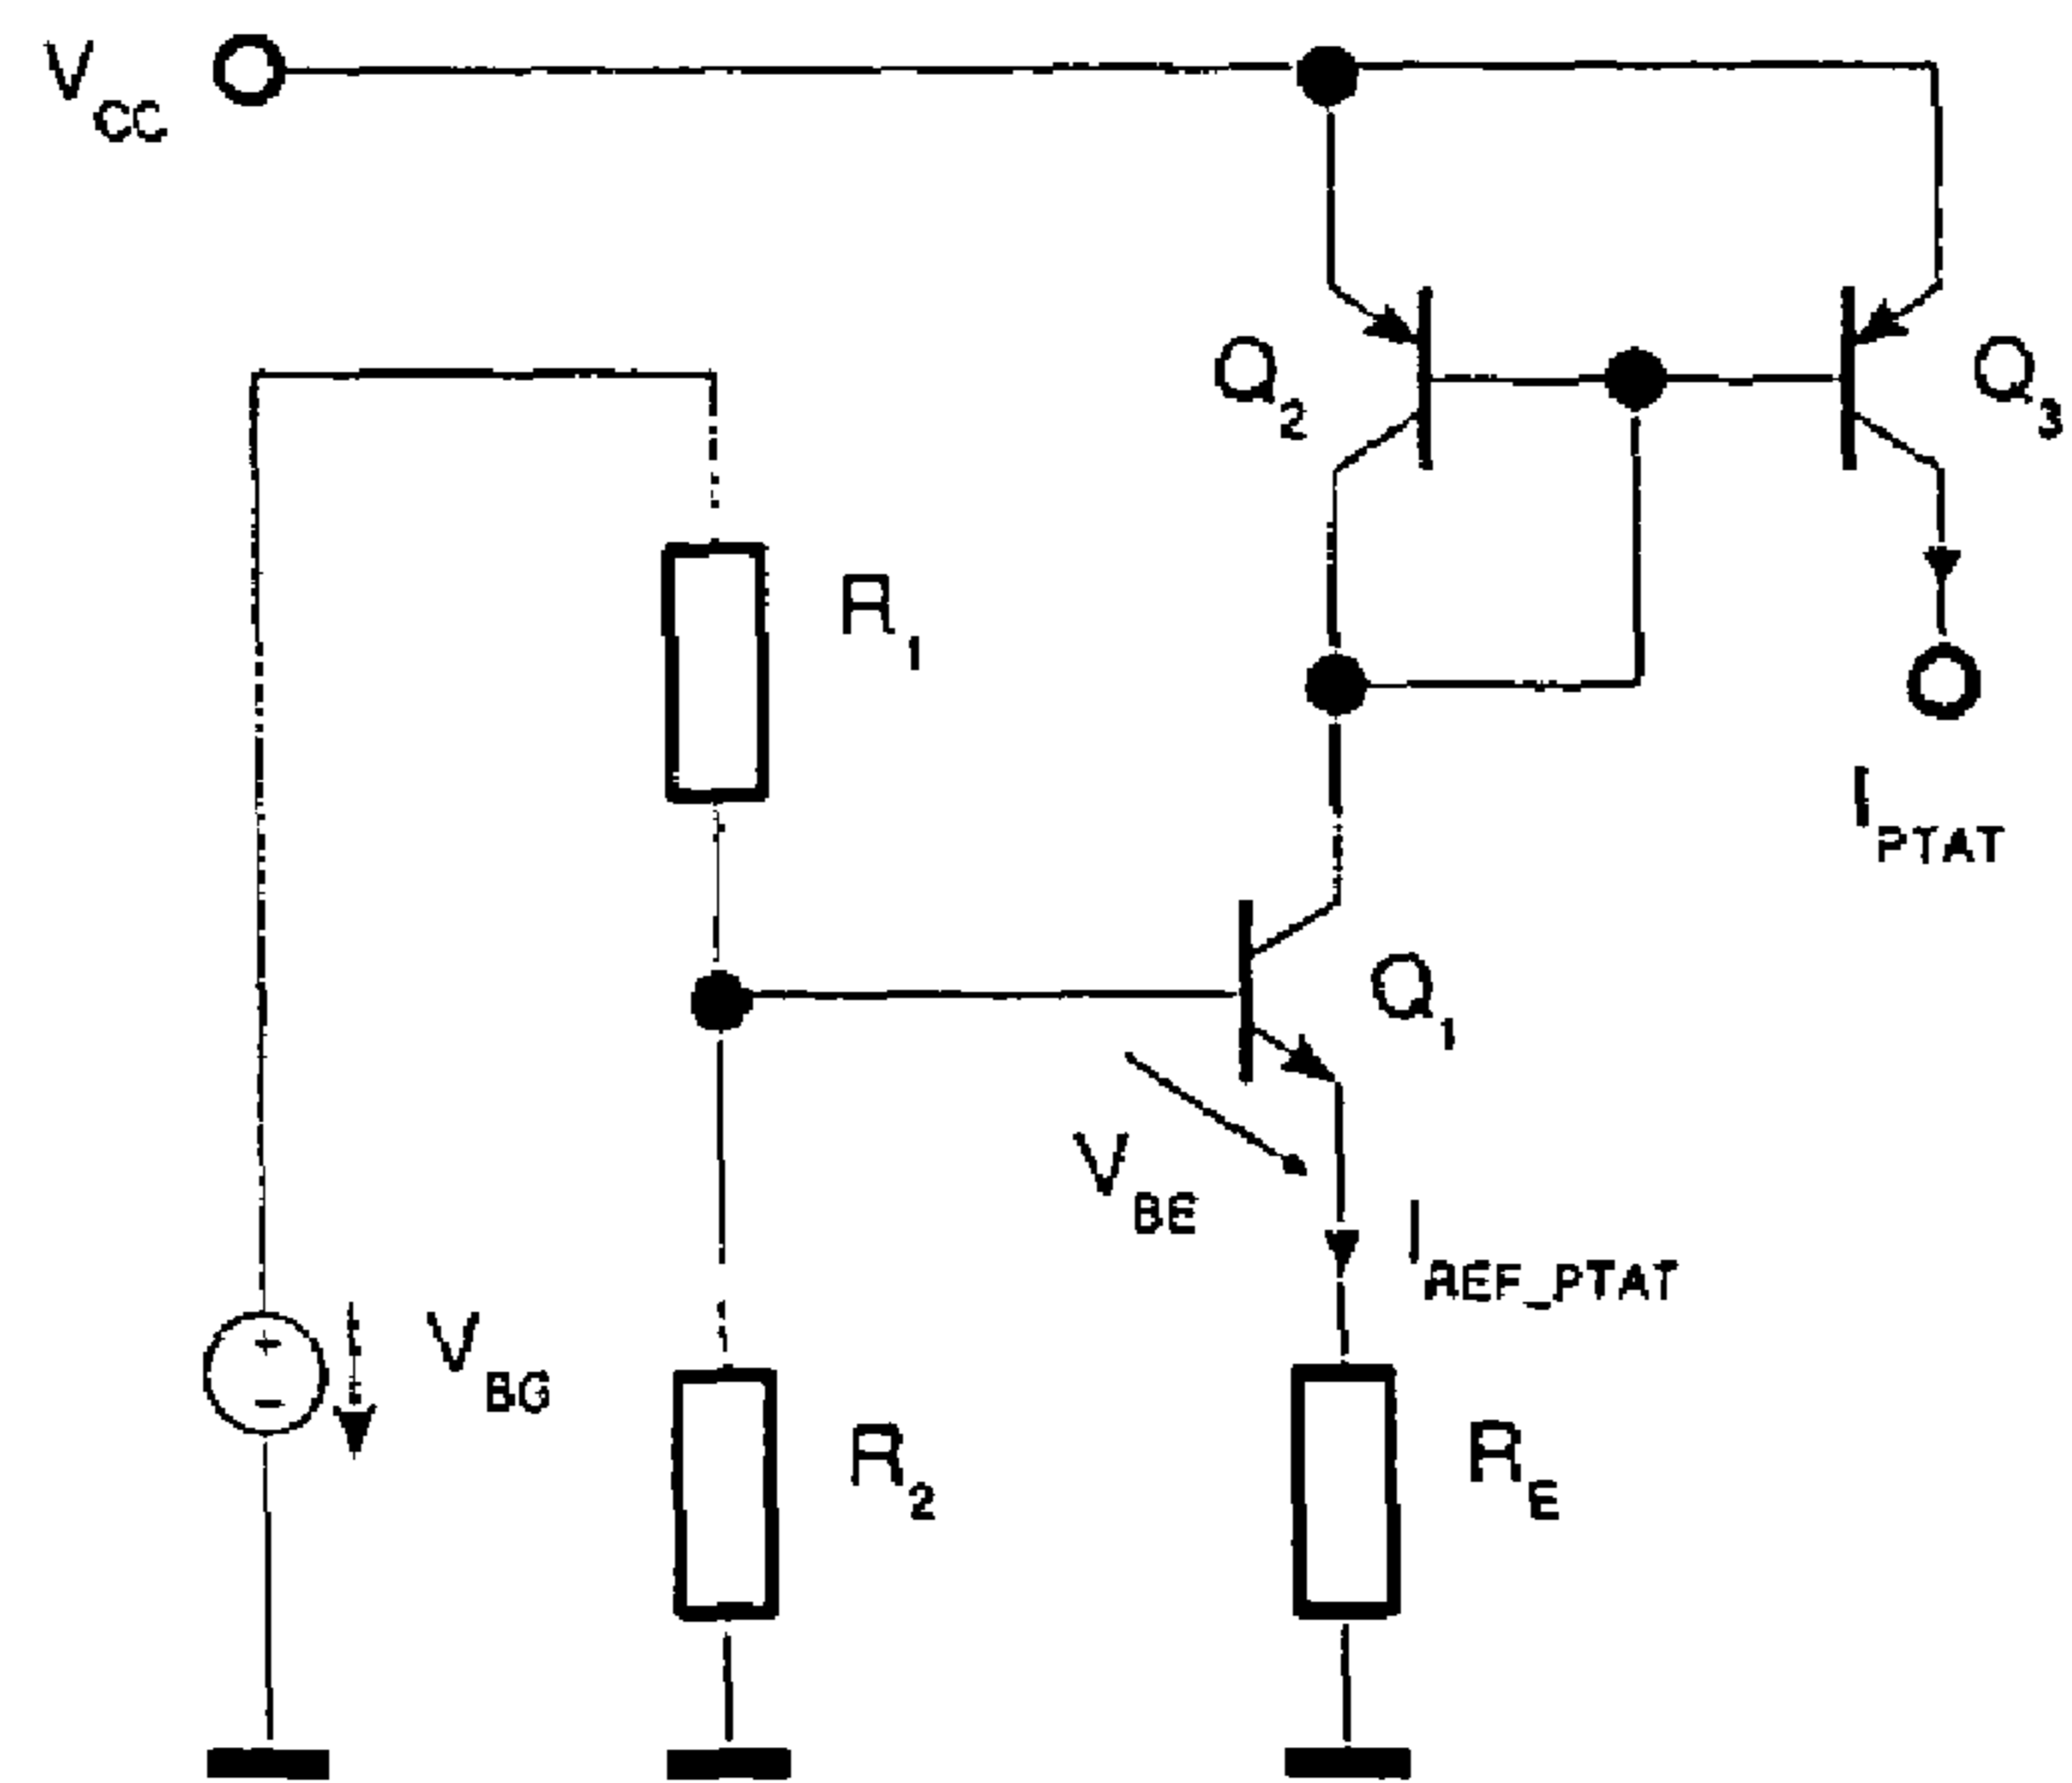 V_CC
Q_2
Q_3
R_1
I_PTAT
Q_1
V_BE
I_REF_PTAT
V_BG
R_2
R_E